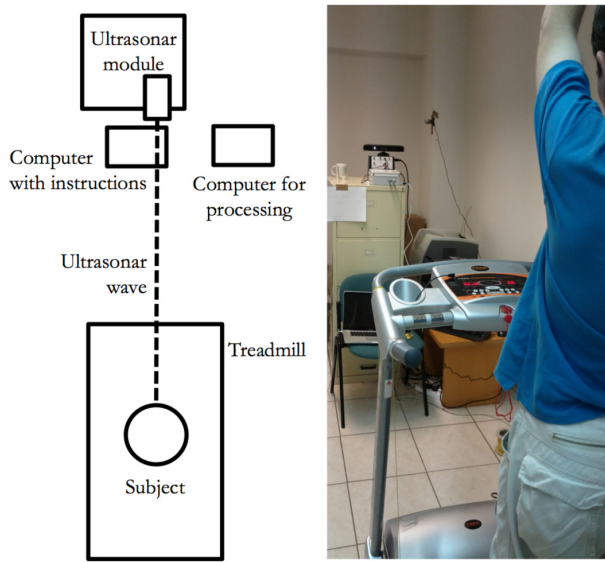 Ultrasonar
module
Computer
with instructions
Computer for
processing
Ultrasonar
wave
Treadmill
Subject